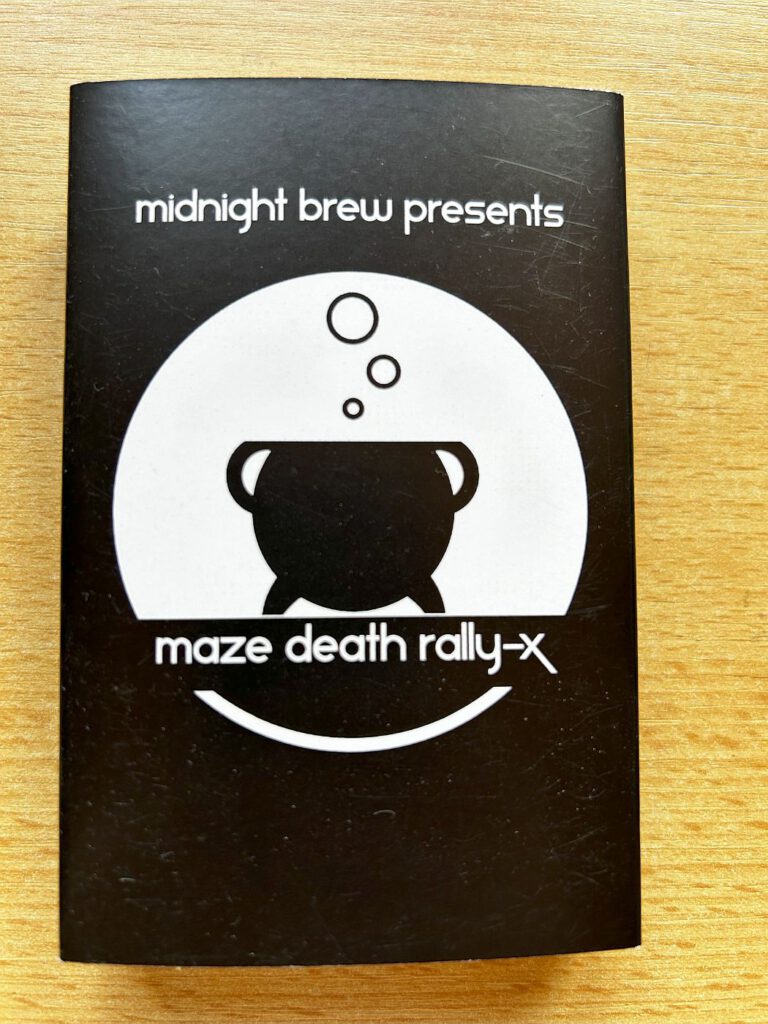 midnight brew presents
maze death rally-x